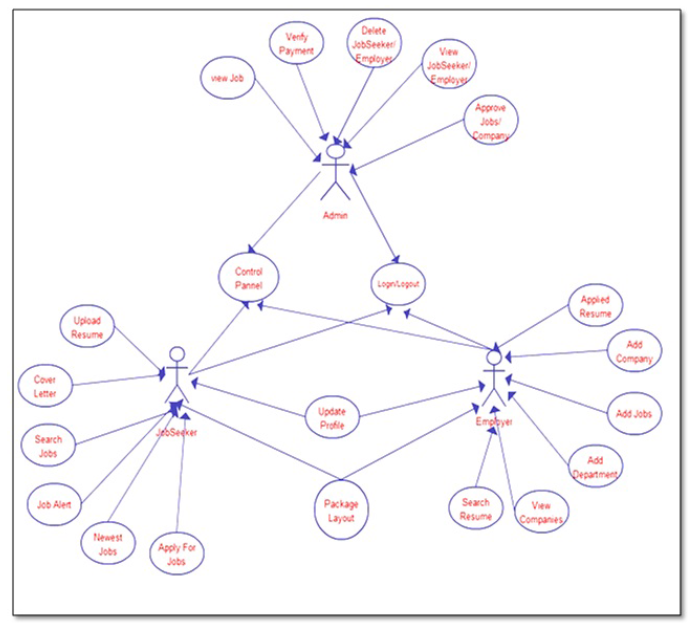 Verify
Payment
Delete
JobSeeker/
Employer
View
JobSeeker/
Employer
view Job
Approve
Jobs/
Company
Admin
Control
Pannel
Login/Logout
Upload
Resume
Applied
Resume
Add
Company
Cover
Letter
JobSeeker
Update
Profile
Employer
Add Jobs
Search
Jobs
Add
Department
Job Alert
Package
Layout
Search
Resume
View
Companies
Newest
Jobs
Apply For
Jobs